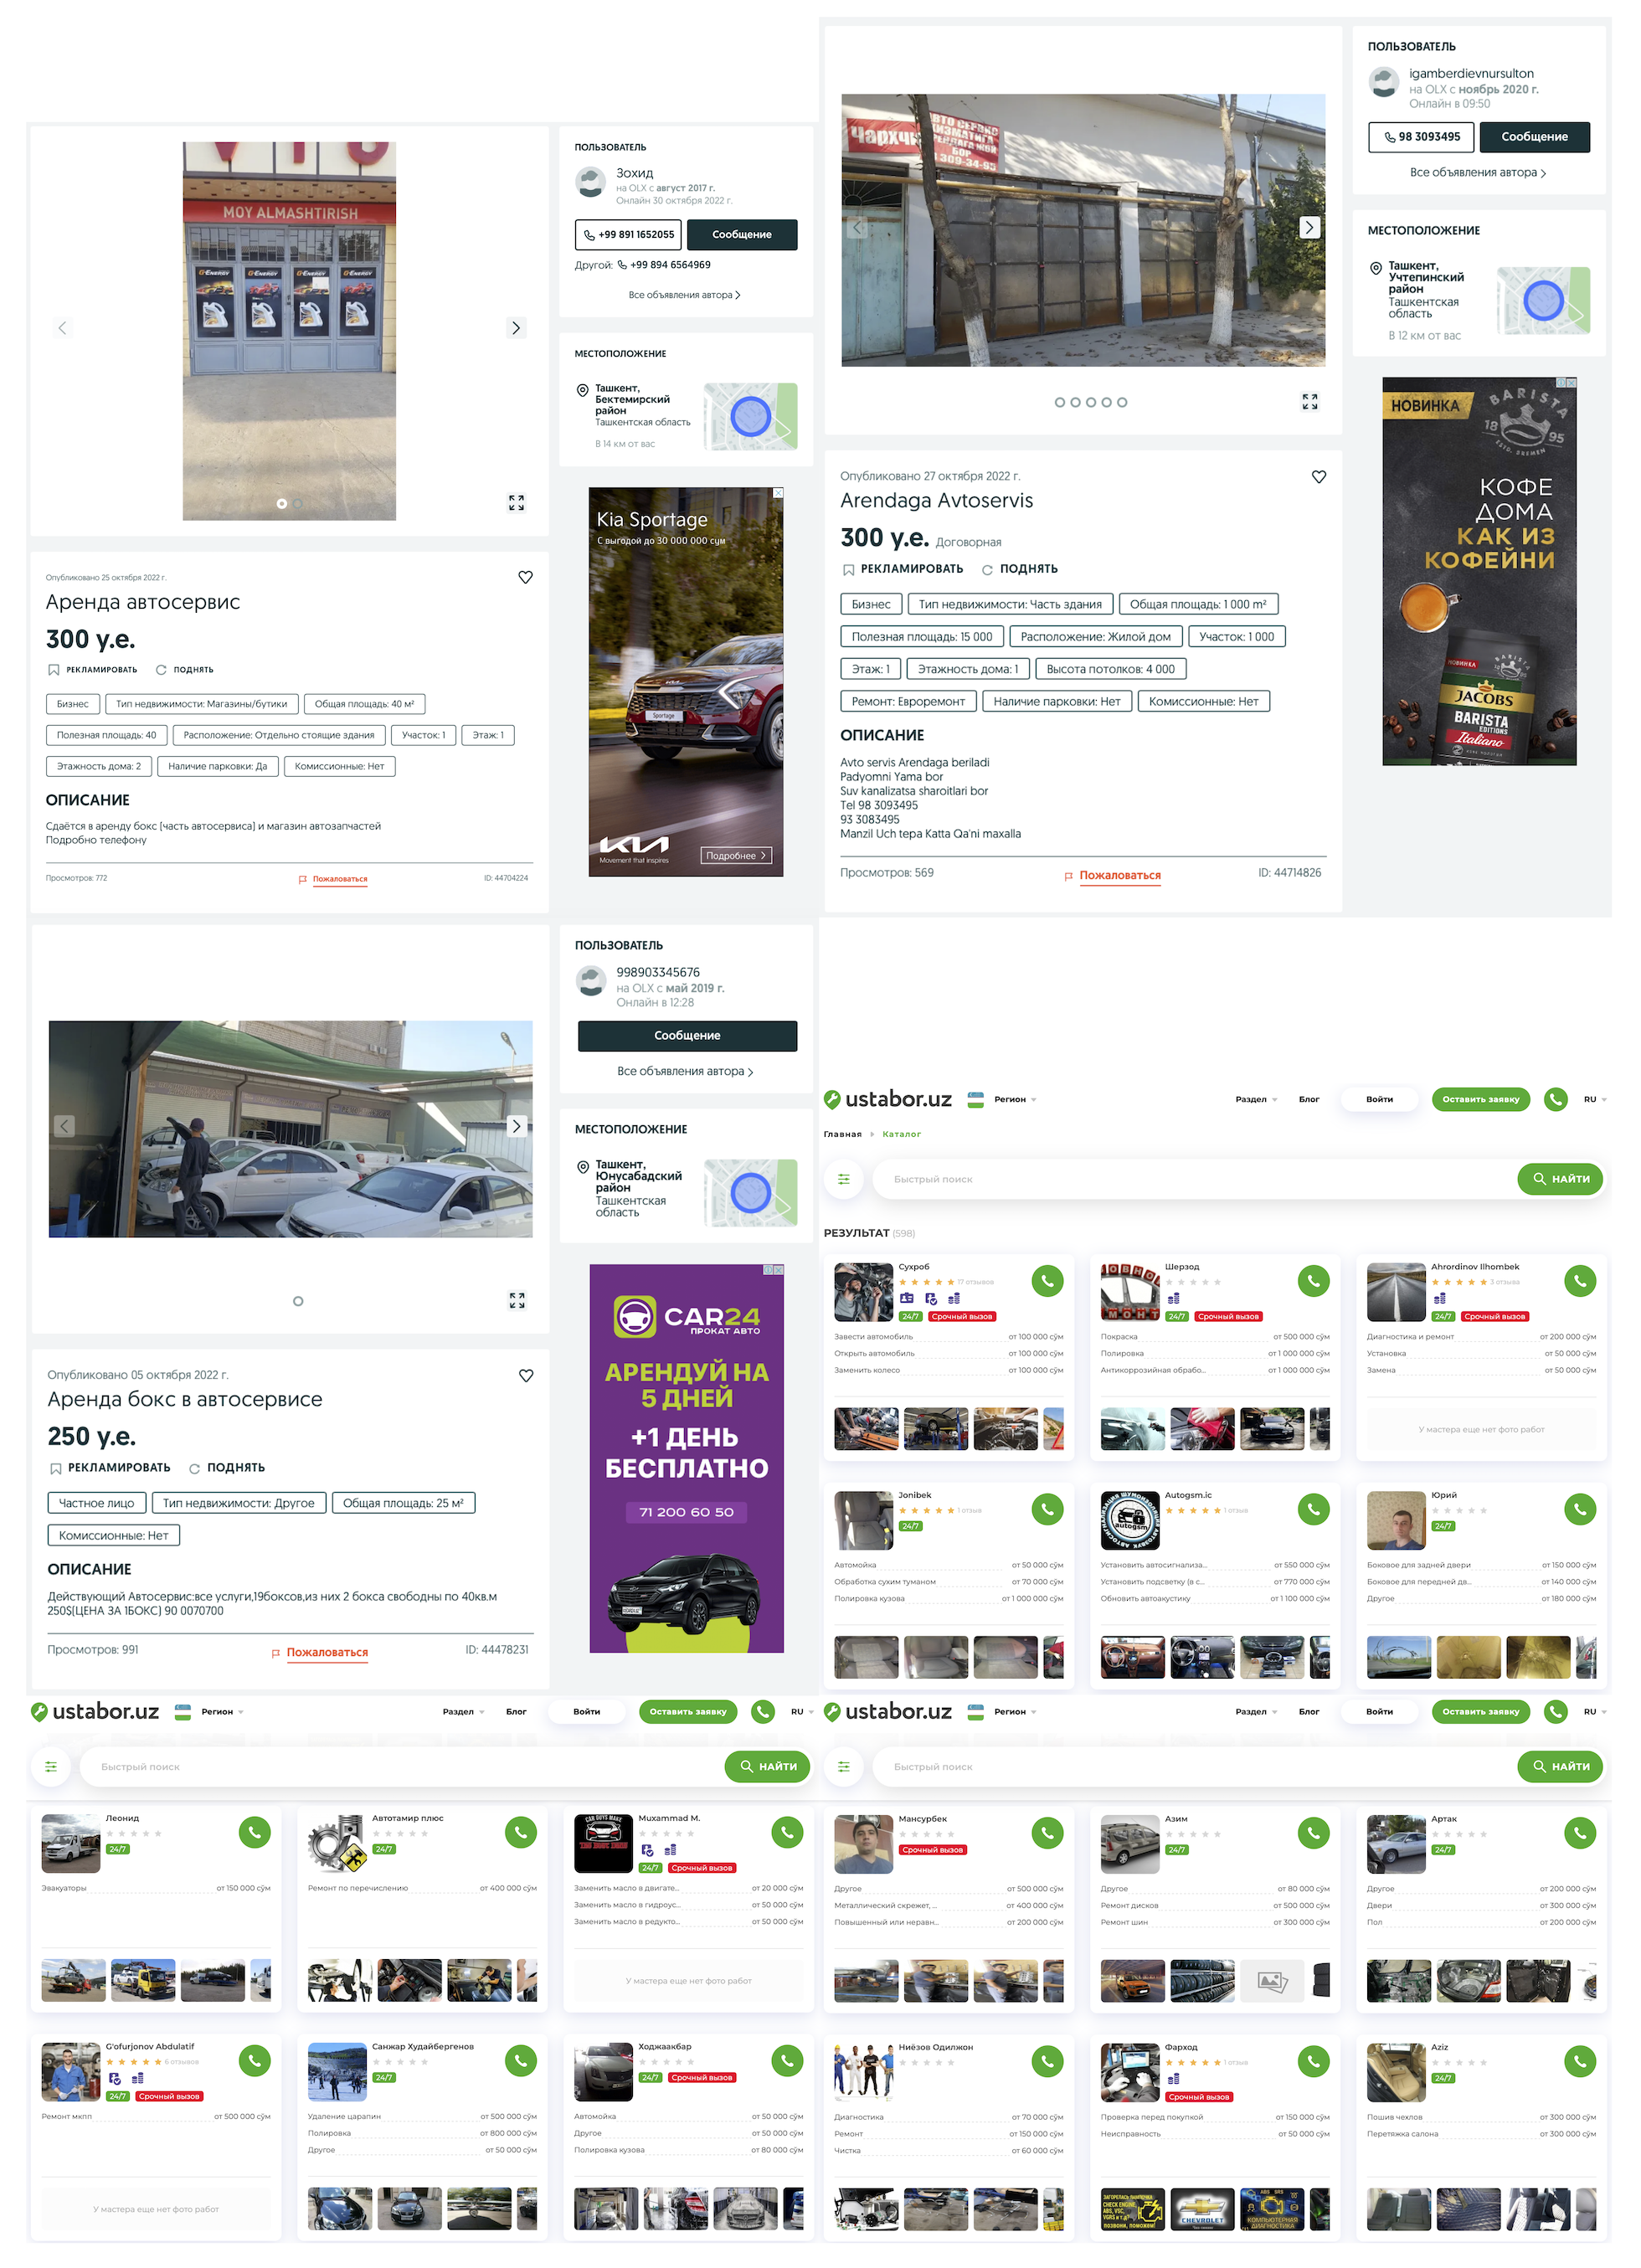 MOY ALMASHTIRISH
G-ENERGY G-ENERGY G-ENERGY G-ENERGY
Опубликовано 25 октября 2022 г.
Аренда автосервис
300 у.е.
РЕКЛАМИРОВАТЬ ПОДНЯТЬ
Бизнес Тип недвижимости: Магазины/бутики Общая площадь: 40 м²
Полезная площадь: 40 Расположение: Отдельно стоящие здания Участок: 1 Этаж: 1
Этажность дома: 2 Наличие парковки: Да Комиссионные: Нет
ОПИСАНИЕ
Сдаётся в аренду бокс [часть автосервиса] и магазин автозапчастей
Подробно телефону
Просмотров: 772 Пожаловаться ID: 44704224
ПОЛЬЗОВАТЕЛЬ
Зохид
на OLX с август 2017 г.
Онлайн 30 октября 2022 г.
+99 891 1652055 Сообщение
Другой: +99 894 6564969
Все объявления автора
МЕСТОПОЛОЖЕНИЕ
Ташкент,
Бектемирский
район
Ташкентская область
В 14 км от вас
Kia Sportage
С выгодой до 30 000 000 сум
Sportage
KIA
Movement that inspires
Подробнее
Чархч
АВТО СЕРВИС
БОР
309-34-95
Опубликовано 27 октября 2022 г.
Arendaga Avtoservis
300 у.е. Договорная
РЕКЛАМИРОВАТЬ ПОДНЯТЬ
Бизнес Тип недвижимости: Часть здания Общая площадь: 1 000 m²
Полезная площадь: 15 000 Расположение: Жилой дом Участок: 1 000
Этаж: 1 Этажность дома: 1 Высота потолков: 4 000
Ремонт: Евроремонт Наличие парковки: Нет Комиссионные: Нет
ОПИСАНИЕ
Avto servis Arendaga beriladi
Padyomni Yama bor
Suv kanalizatsa sharoitlari bor
Tel 98 3093495
93 3083495
Manzil Uch tepa Katta Qa'ni maxalla
Просмотров: 569 Пожаловаться ID: 44714826
ПОЛЬЗОВАТЕЛЬ
igamberdievnursulton
на OLX с ноябрь 2020 г.
Онлайн в 09:50
98 3093495 Сообщение
Все объявления автора
МЕСТОПОЛОЖЕНИЕ
Ташкент,
Учтепинский
район
Ташкентская
область
В 12 км от вас
НОВИНКА
BARISTA
18 95
ESTD. BREMEN
КОФЕ
ДОМА
КАК ИЗ
КОФЕЙНИ
НОВИНКА
JACOBS
BARISTA
EDITIONS
Italiano
Опубликовано 05 октября 2022 г.
Аренда бокс в автосервисе
250 у.е.
РЕКЛАМИРОВАТЬ ПОДНЯТЬ
Частное лицо Тип недвижимости: Другое Общая площадь: 25 м²
Комиссионные: Нет
ОПИСАНИЕ
Действующий Автосервис:все услуги,19боксов,из них 2 бокса свободны по 40кв.м
250$[ЦЕНА ЗА 1БОКС] 90 0070700
Просмотров: 991 Пожаловаться ID: 44478231
ПОЛЬЗОВАТЕЛЬ
998903345676
на OLX с май 2019 г.
Онлайн в 12:28
Сообщение
Все объявления автора
МЕСТОПОЛОЖЕНИЕ
Ташкент,
Юнусабадский
район
Ташкентская
область
CAR24
ПРОКАТ АВТО
АРЕНДУЙ НА
5 ДНЕЙ
+1 ДЕНЬ
БЕСПЛАТНО
71 200 60 50
ustabor.uz Регион Раздел Блог Войти Оставить заявку RU
Главная Каталог
Быстрый поиск НАЙТИ
РЕЗУЛЬТАТ (598)
Сухроб
17 отзывов
24/7 Срочный вызов
Завести автомобиль от 100 000 сўм
Открыть автомобиль от 100 000 сўм
Заменить колесо от 100 000 сўм
Шерзод
24/7 Срочный вызов
Покраска от 500 000 сўм
Полировка от 1 000 000 сўм
Антикоррозийная обрабо... от 1 000 000 сўм
Ahrordinov Ilhombek
3 отзыва
24/7 Срочный вызов
Диагностика и ремонт от 200 000 сўм
Установка от 50 000 сўм
Замена от 50 000 сўм
У мастера еще нет фото работ
Jonibek
1 отзыв
24/7
Автомойка от 50 000 сўм
Обработка сухим туманом от 70 000 сўм
Полировка кузова от 1 000 000 сўм
autogsm
Autogsm.ic
1 отзыв
Установить автосигнализа... от 550 000 сўм
Установить подсветку (в с... от 770 000 сўм
Обновить автоакустику от 1 100 000 сўм
Юрий
24/7
Боковое для задней двери от 150 000 сўм
Боковое для передней дв... от 140 000 сўм
Другое от 180 000 сўм
ustabor.uz Регион Раздел Блог Войти Оставить заявку RU
Быстрый поиск НАЙТИ
Леонид
24/7
Эвакуаторы от 150 000 сўм
Автотамир плюс
24/7
Ремонт по перечислению от 400 000 сўм
Muxammad M.
24/7 Срочный вызов
Заменить масло в двигате... от 20 000 сўм
Заменить масло в гидроус... от 50 000 сўм
Заменить масло в редукто... от 50 000 сўм
У мастера еще нет фото работ
G'ofurjonov Abdulatif
6 отзывов
24/7 Срочный вызов
Ремонт мкпп от 500 000 сўм
У мастера еще нет фото работ
Санжар Худайбергенов
24/7
Удаление царапин от 500 000 сўм
Полировка от 800 000 сўм
Другое от 50 000 сўм
Ходжаакбар
24/7 Срочный вызов
Автомойка от 50 000 сўм
Другое от 50 000 сўм
Полировка кузова от 80 000 сўм
ustabor.uz Регион Раздел Блог Войти Оставить заявку RU
Быстрый поиск НАЙТИ
Мансурбек
Срочный вызов
Другое от 500 000 сўм
Металлический скрежет, ... от 400 000 сўм
Повышенный или неравн... от 200 000 сўм
Азим
24/7
Другое от 80 000 сўм
Ремонт дисков от 500 000 сўм
Ремонт шин от 300 000 сўм
Артак
24/7
Другое от 200 000 сўм
Двери от 300 000 сўм
Пол от 200 000 сўм
Ниёзов Одилжон
Диагностика от 70 000 сўм
Ремонт от 150 000 сўм
Чистка от 60 000 сўм
Фарход
1 отзыв
Срочный вызов
Проверка перед покупкой от 150 000 сўм
Неисправность от 50 000 сўм
CHECK ENGINE,
CHEVROLET
КОМПЬЮТЕРНАЯ
ДИАГНОСТИКА
Aziz
24/7
Пошив чехлов от 300 000 сўм
Перетяжка салона от 300 000 сўм